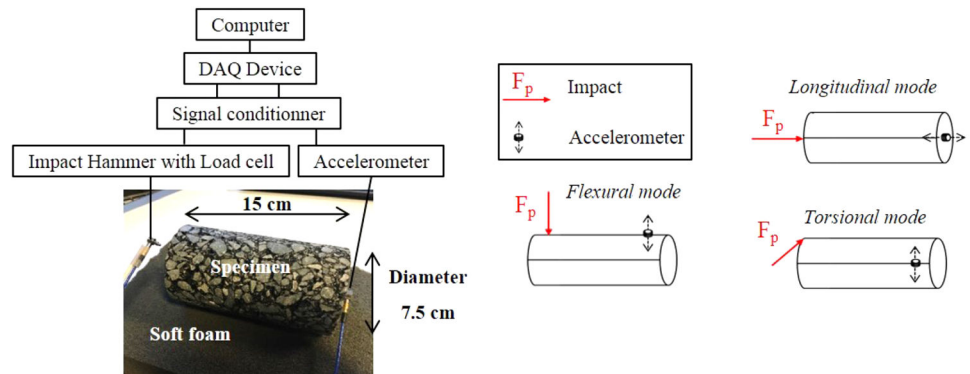 Computer
DAQ Device
Signal conditionner
Impact Hammer with Load cell
Accelerometer
15 cm
Specimen
Diameter
7.5 cm
Soft foam
Fp
Impact
Accelerometer
Longitudinal mode
Fp
Flexural mode
Fp
Torsional mode
Fp